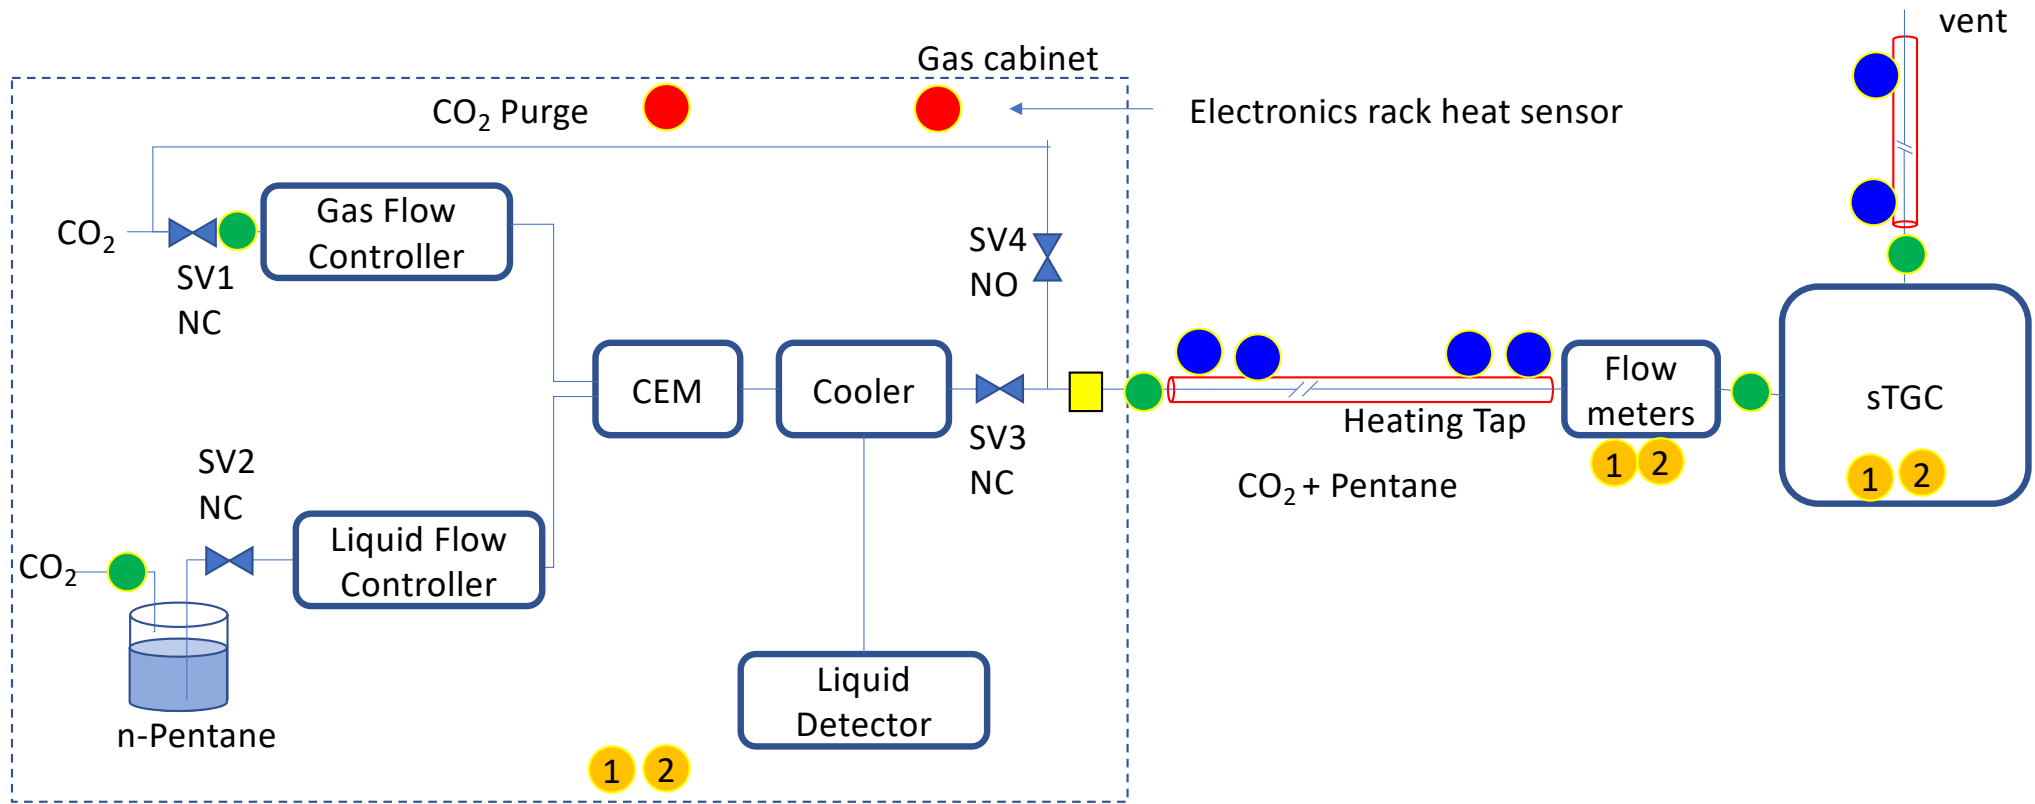 vent
Gas cabinet
CO₂ Purge
Electronics rack heat sensor
Gas Flow
Controller
CO₂
SV1
NC
SV4
NO
CEM
Cooler
Flow
meters
sTGC
Heating Tap
SV3
NC
SV2
NC
1 2
1 2
CO₂ + Pentane
Liquid Flow
Controller
CO₂
Liquid
Detector
n-Pentane
1 2